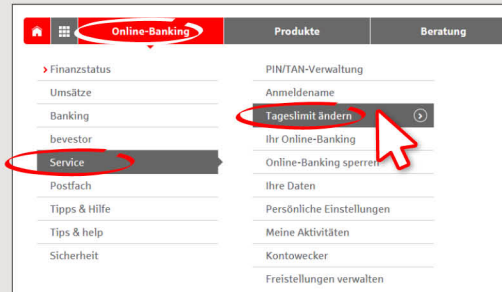 Online-Banking
Produkte
Beratung
Finanzstatus
Umsätze
Banking
bevestor
Service
Postfach
Tipps & Hilfe
Tips & help
Sicherheit
PIN/TAN-Verwaltung
Anmeldename
Tageslimit ändern
Ihr Online-Banking
Online-Banking sperren
Ihre Daten
Persönliche Einstellungen
Meine Aktivitäten
Kontowecker
Freistellungen verwalten